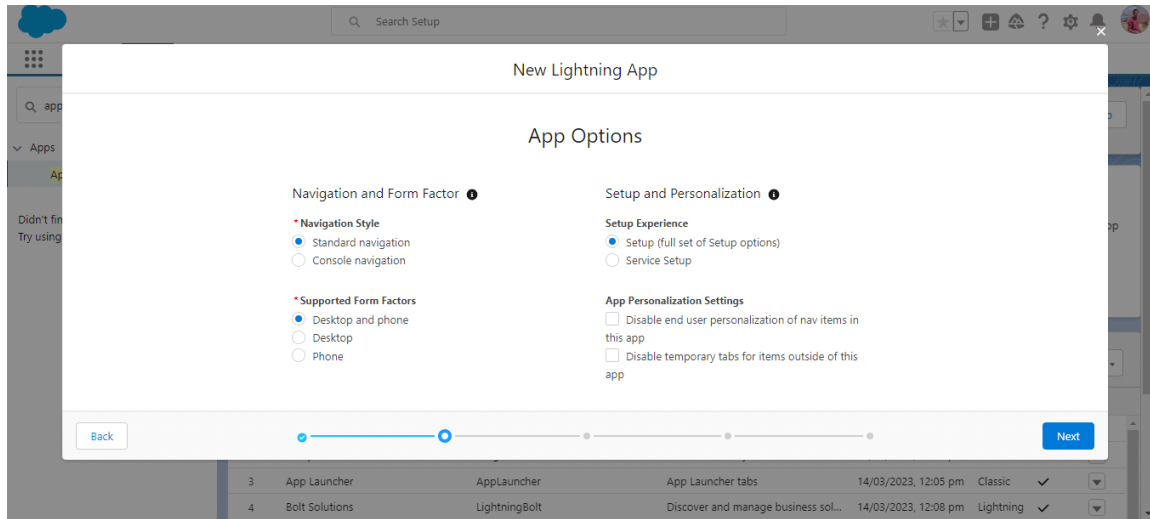 Search Setup
New Lightning App
app
App Options
Apps
Ap
Navigation and Form Factor
Setup and Personalization
Didn't fin
Try using
* Navigation Style
Standard navigation
Console navigation
Setup Experience
Setup (full set of Setup options)
Service Setup
* Supported Form Factors
Desktop and phone
Desktop
Phone
App Personalization Settings
Disable end user personalization of nav items in
this app
Disable temporary tabs for items outside of this
app
Back
Next
3 App Launcher AppLauncher App Launcher tabs 14/03/2023, 12:05 pm Classic
4 Bolt Solutions LightningBolt Discover and manage business sol... 14/03/2023, 12:08 pm Lightning